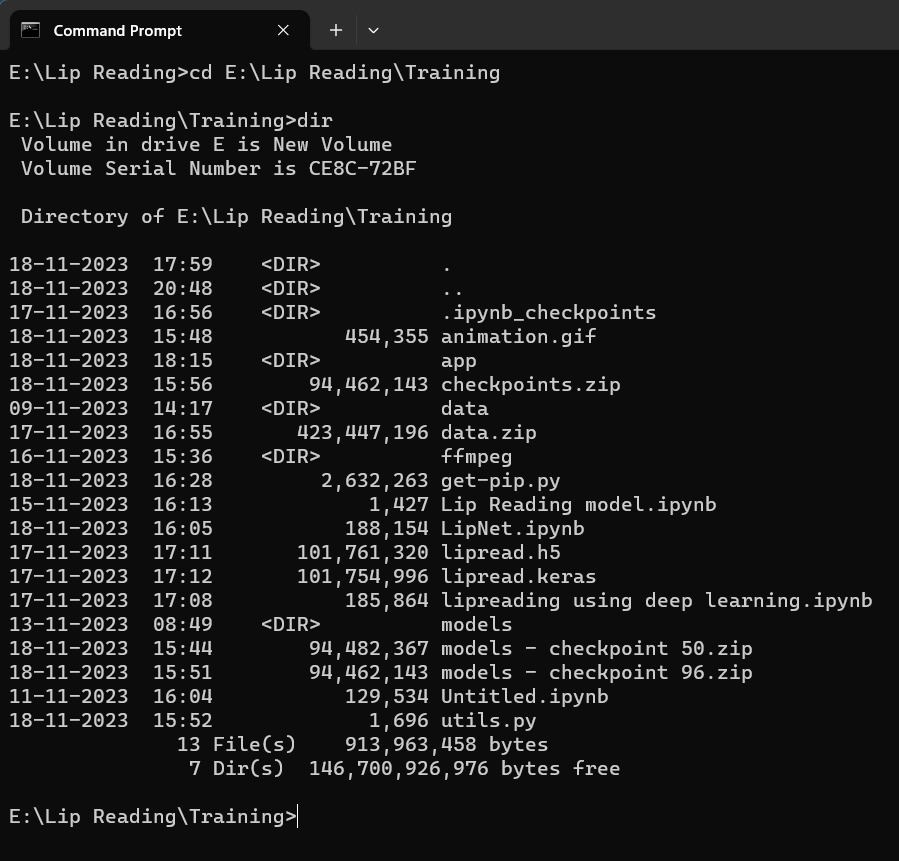 Command Prompt
E:\Lip Reading>cd E:\Lip Reading\Training
E:\Lip Reading\Training>dir
 Volume in drive E is New Volume
 Volume Serial Number is CE8C-72BF
 Directory of E:\Lip Reading\Training
18-11-2023  17:59    <DIR>          .
18-11-2023  20:48    <DIR>          ..
17-11-2023  16:56    <DIR>          .ipynb_checkpoints
18-11-2023  15:48           454,355 animation.gif
18-11-2023  18:15    <DIR>          app
18-11-2023  15:56        94,462,143 checkpoints.zip
09-11-2023  14:17    <DIR>          data
17-11-2023  16:55       423,447,196 data.zip
16-11-2023  15:36    <DIR>          ffmpeg
18-11-2023  16:28         2,632,263 get-pip.py
15-11-2023  16:13             1,427 Lip Reading model.ipynb
18-11-2023  16:05           188,154 LipNet.ipynb
17-11-2023  17:11       101,761,320 lipread.h5
17-11-2023  17:12       101,754,996 lipread.keras
17-11-2023  17:08           185,864 lipreading using deep learning.ipynb
13-11-2023  08:49    <DIR>          models
18-11-2023  15:44        94,482,367 models - checkpoint 50.zip
18-11-2023  15:51        94,462,143 models - checkpoint 96.zip
11-11-2023  16:04           129,534 Untitled.ipynb
18-11-2023  15:52             1,696 utils.py
              13 File(s)    913,963,458 bytes
               7 Dir(s)  146,700,926,976 bytes free
E:\Lip Reading\Training>